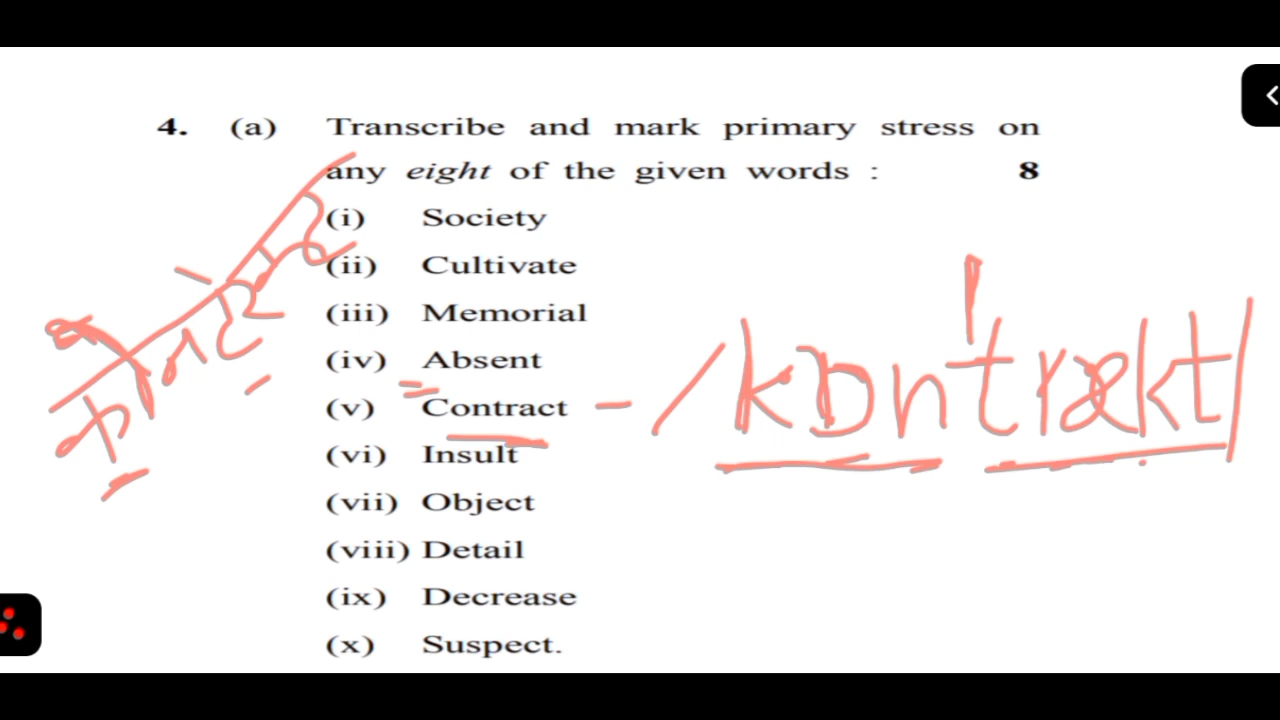 4. (a) Transcribe and mark primary stress on
any eight of the given words : 8
(i) Society
(ii) Cultivate
(iii) Memorial
(iv) Absent
(v) Contract – /kɒnˈtrækt/
(vi) Insult
(vii) Object
(viii) Detail
(ix) Decrease
(x) Suspect.